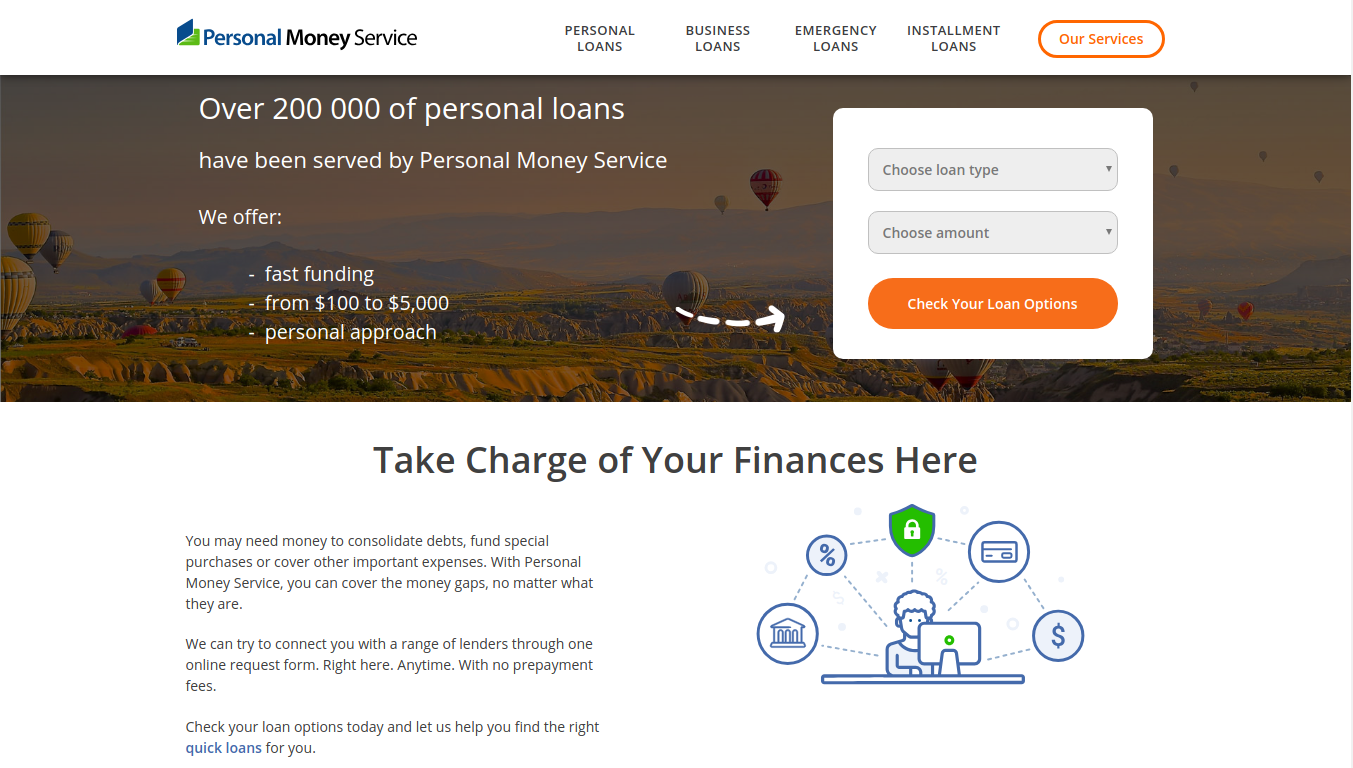 Personal Money Service
PERSONAL
LOANS
BUSINESS
LOANS
EMERGENCY
LOANS
INSTALLMENT
LOANS
Our Services
Over 200 000 of personal loans
have been served by Personal Money Service
We offer:
- fast funding
- from $100 to $5,000
- personal approach
Choose loan type
Choose amount
Check Your Loan Options
Take Charge of Your Finances Here
You may need money to consolidate debts, fund special
purchases or cover other important expenses. With Personal
Money Service, you can cover the money gaps, no matter what
they are.
We can try to connect you with a range of lenders through one
online request form. Right here. Anytime. With no prepayment
fees.
Check your loan options today and let us help you find the right
quick loans for you.
%
%
$
$